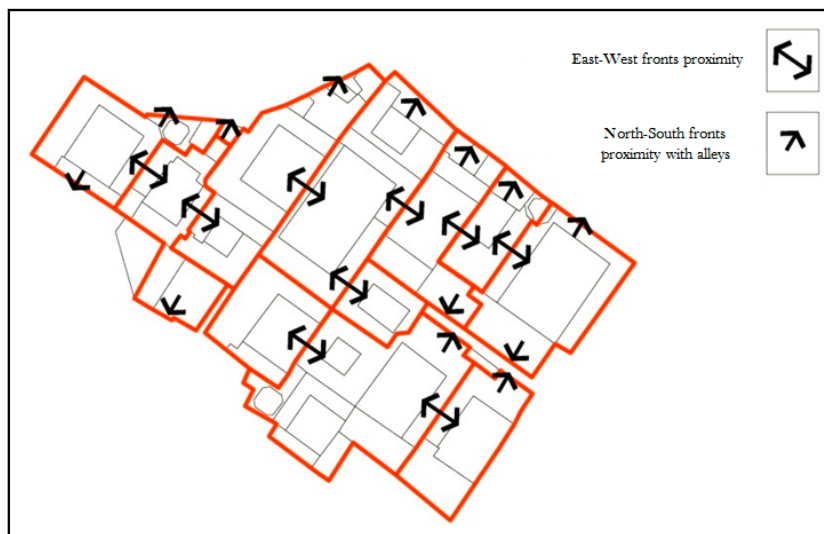 East-West fronts proximity
North-South fronts
proximity with alleys